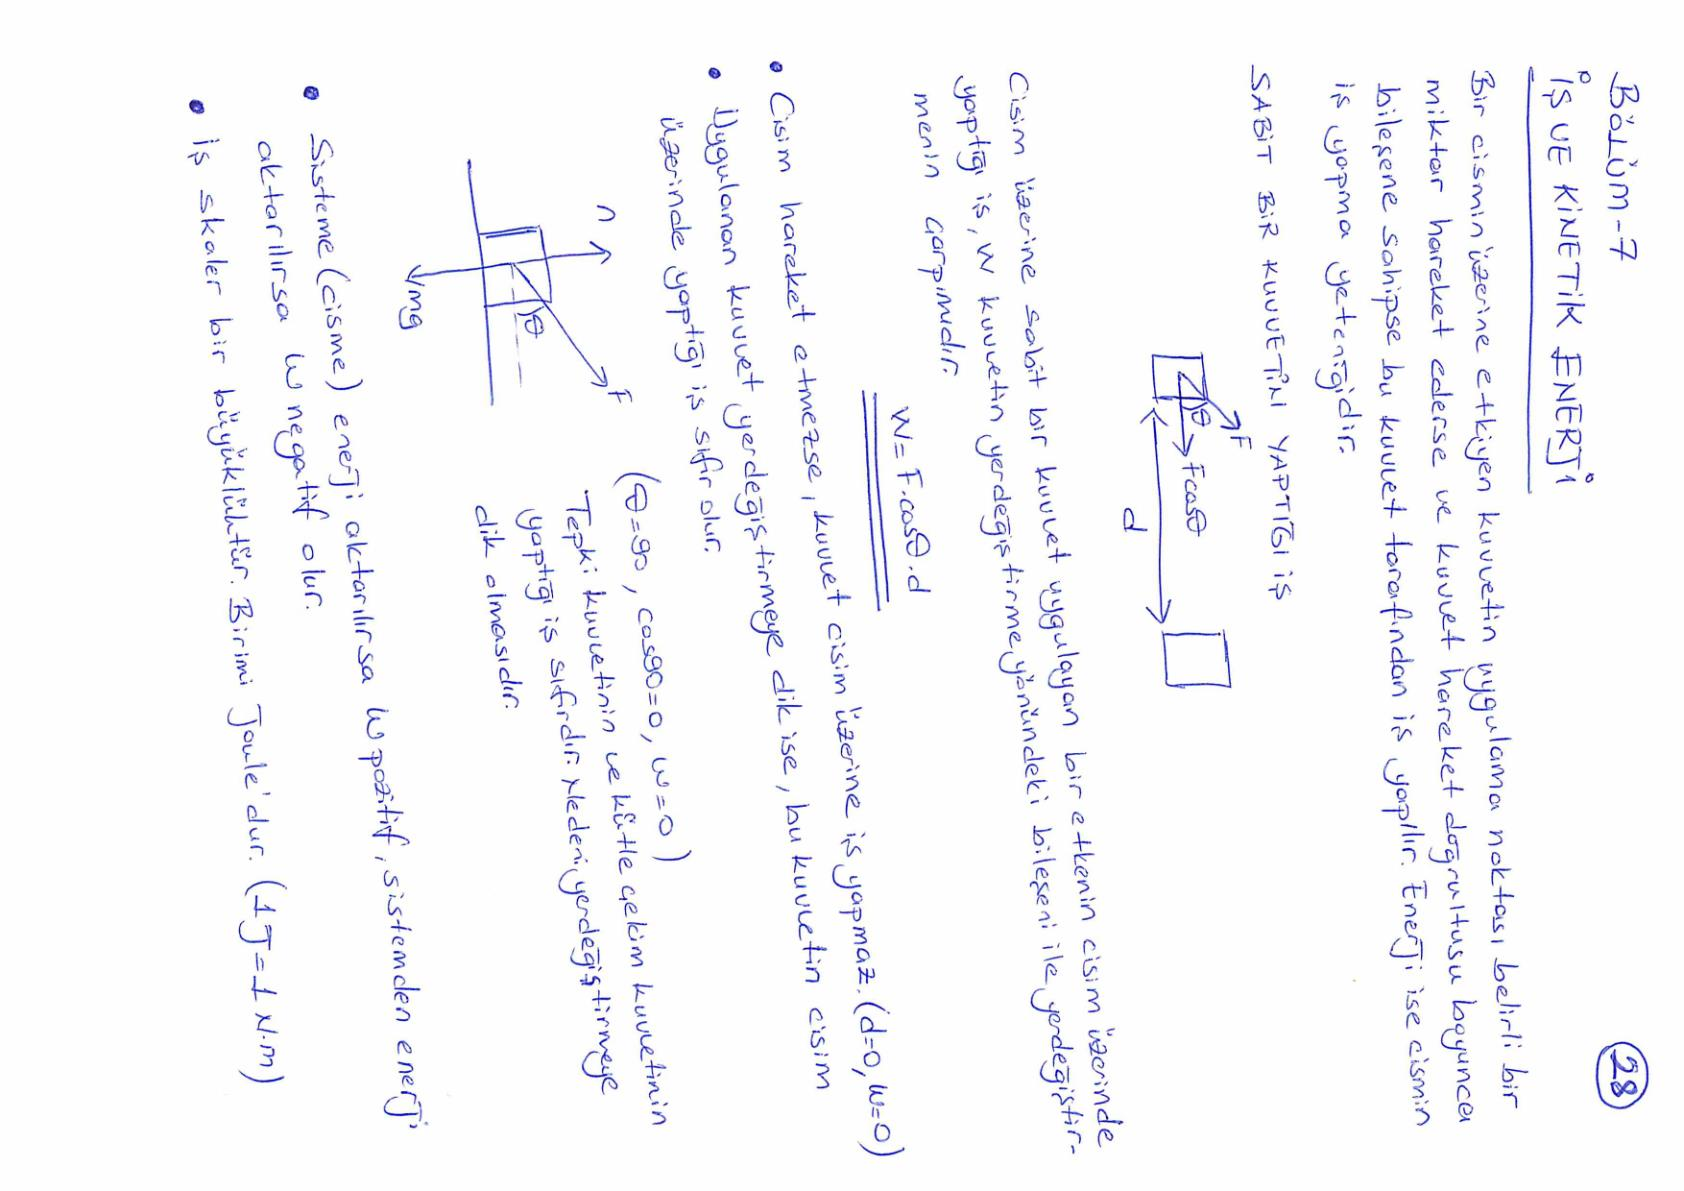 28
BÖLÜM-7
İŞ VE KİNETİK ENERJİ
Bir cismin üzerine etkiyen kuvvetin uygulama noktası belirli bir
miktar hareket ederse ve kuvvet hareket doğrultusu boyunca
bileşene sahipse bu kuvvet tarafından iş yapılır. Enerji ise cismin
iş yapma yeteneğidir.
F
θ
Fcosθ
d
SABİT BİR KUVVETİN YAPTIĞI İŞ
Cisim üzerine sabit bir kuvvet uygulayan bir etkenin cisim üzerinde
yaptığı iş, W kuvvetin yerdeğiştirme yönündeki bileşeni ile yerdeğiştir-
menin çarpımıdır.
W=F.cosθ.d
• Cisim hareket etmezse, kuvvet cisim üzerine iş yapmaz. (d=0, W=0)
• Uygulanan kuvvet yerdeğiştirmeye dik ise, bu kuvvetin cisim
üzerinde yaptığı iş sıfır olur.
n
F
θ
mg
(θ=90, cos90=0, W=0)
Tepki kuvvetinin ve kütle çekim kuvvetinin
yaptığı iş sıfırdır. Nedeni, yerdeğiştirmeye
dik olmasıdır.
• Sisteme (cisme) enerji aktarılırsa W pozitif, sistemden enerji
aktarılırsa W negatif olur.
• İş skaler bir büyüklüktür. Birimi Joule'dur. (1J=1 N.m)